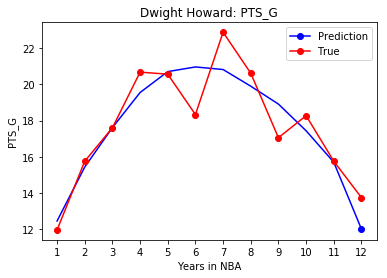 Dwight Howard: PTS_G
Prediction
True
PTS_G
22
20
18
16
14
12
1 2 3 4 5 6 7 8 9 10 11 12
Years in NBA